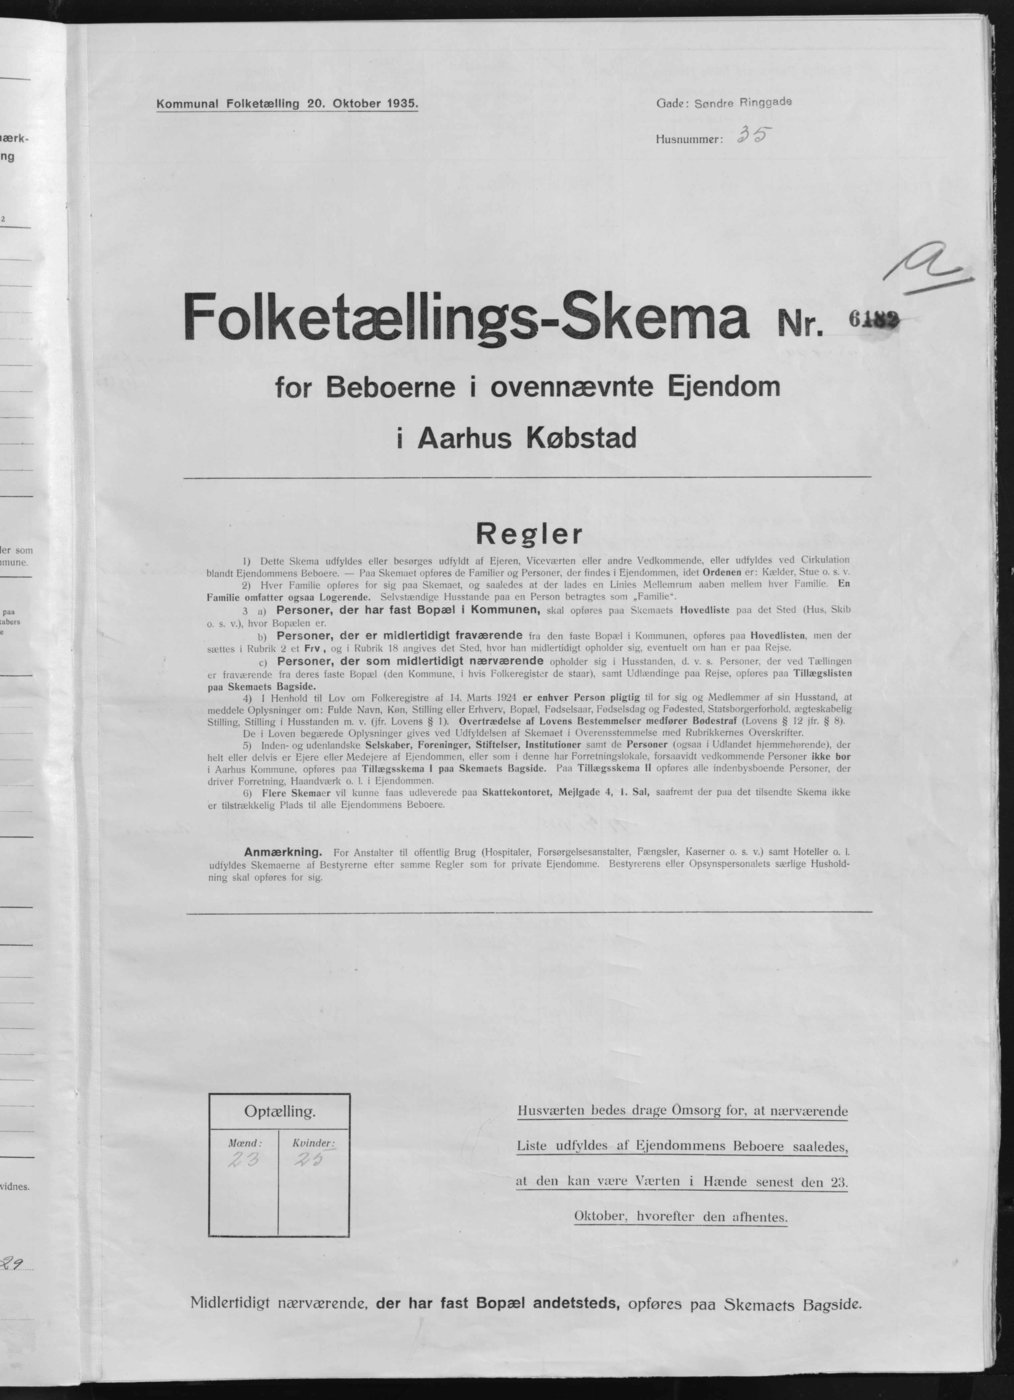 Kommunal Folketælling 20. Oktober 1935.
Gade: Søndre Ringgade
Husnummer: 35
a
Folketællings-Skema Nr. 6182
for Beboerne i ovennævnte Ejendom
i Aarhus Købstad
Regler
1) Dette Skema udfyldes eller besørges udfyldt af Ejeren, Viceværten eller andre Vedkommende, eller udfyldes ved Cirkulation
blandt Ejendommens Beboere. — Paa Skemaet opføres de Familier og Personer, der findes i Ejendommen, idet Ordenen er: Kælder, Stue o. s. v.
2) Hver Familie opføres for sig paa Skemaet, og saaledes at der lades en Linies Mellemrum aaben mellem hver Familie. En
Familie omfatter ogsaa Logerende. Selvstændige Husstande paa en Person betragtes som „Familie“.
3 a) Personer, der har fast Bopæl i Kommunen, skal opføres paa Skemaets Hovedliste paa det Sted (Hus, Skib
o. s. v.), hvor Bopælen er.
b) Personer, der er midlertidigt fraværende fra den faste Bopæl i Kommunen, opføres paa Hovedlisten, men der
sættes i Rubrik 2 et Frv., og i Rubrik 18 angives det Sted, hvor han midlertidigt opholder sig, eventuelt om han er paa Rejse.
c) Personer, der som midlertidigt nærværende opholder sig i Husstanden, d. v. s. Personer, der ved Tællingen
er fraværende fra deres faste Bopæl (den Kommune, i hvis Folkeregister de staar), samt Udlændinge paa Rejse, opføres paa Tillægslisten
paa Skemaets Bagside.
4) I Henhold til Lov om Folkeregistre af 14. Marts 1924 er enhver Person pligtig til for sig og Medlemmer af sin Husstand, at
meddele Oplysninger om: Fulde Navn, Køn, Stilling eller Erhverv, Bopæl, Fødselsaar, Fødselsdag og Fødested, Statsborgerforhold, ægteskabelig
Stilling, Stilling i Husstanden m. v. (jfr. Lovens § 1). Overtrædelse af Lovens Bestemmelser medfører Bødestraf (Lovens § 12 jfr. § 8).
De i Loven begærede Oplysninger gives ved Udfyldelsen af Skemaet i Overensstemmelse med Rubrikkernes Overskrifter.
5) Inden- og udenlandske Selskaber, Foreninger, Stiftelser, Institutioner samt de Personer (ogsaa i Udlandet hjemmehørende), der
helt eller delvis er Ejere eller Medejere af Ejendommen, eller som i denne har Forretningslokale, forsaavidt vedkommende Personer ikke bor
i Aarhus Kommune, opføres paa Tillægsskema I paa Skemaets Bagside. Paa Tillægsskema II opføres alle indenbysboende Personer, der
driver Forretning, Haandværk o. l. i Ejendommen.
6) Flere Skemaer vil kunne faas udleverede paa Skattekontoret, Mejlgade 4, 1. Sal, saafremt der paa det tilsendte Skema ikke
er tilstrækkelig Plads til alle Ejendommens Beboere.
Anmærkning. For Anstalter til offentlig Brug (Hospitaler, Forsørgelsesanstalter, Fængsler, Kaserner o. s. v.) samt Hoteller o. l.
udfyldes Skemaerne af Bestyrerne efter samme Regler som for private Ejendomme. Bestyrerens eller Opsynspersonalets særlige Hushold-
ning skal opføres for sig.
Optælling.
Mænd: Kvinder:
23 25
Husværten bedes drage Omsorg for, at nærværende
Liste udfyldes af Ejendommens Beboere saaledes,
at den kan være Værten i Hænde senest den 23.
Oktober, hvorefter den afhentes.
Midlertidigt nærværende, der har fast Bopæl andetsteds, opføres paa Skemaets Bagside.